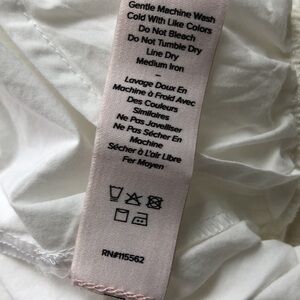 Gentle Machine Wash
Cold With Like Colors
Do Not Bleach
Do Not Tumble Dry
Line Dry
Medium Iron
–
Lavage Doux En
Machine à Froid Avec
Des Couleurs
Similaires
Ne Pas Javelliser
Ne Pas Sécher En
Machine
Sécher à L'air Libre
Fer Moyen
RN#115562